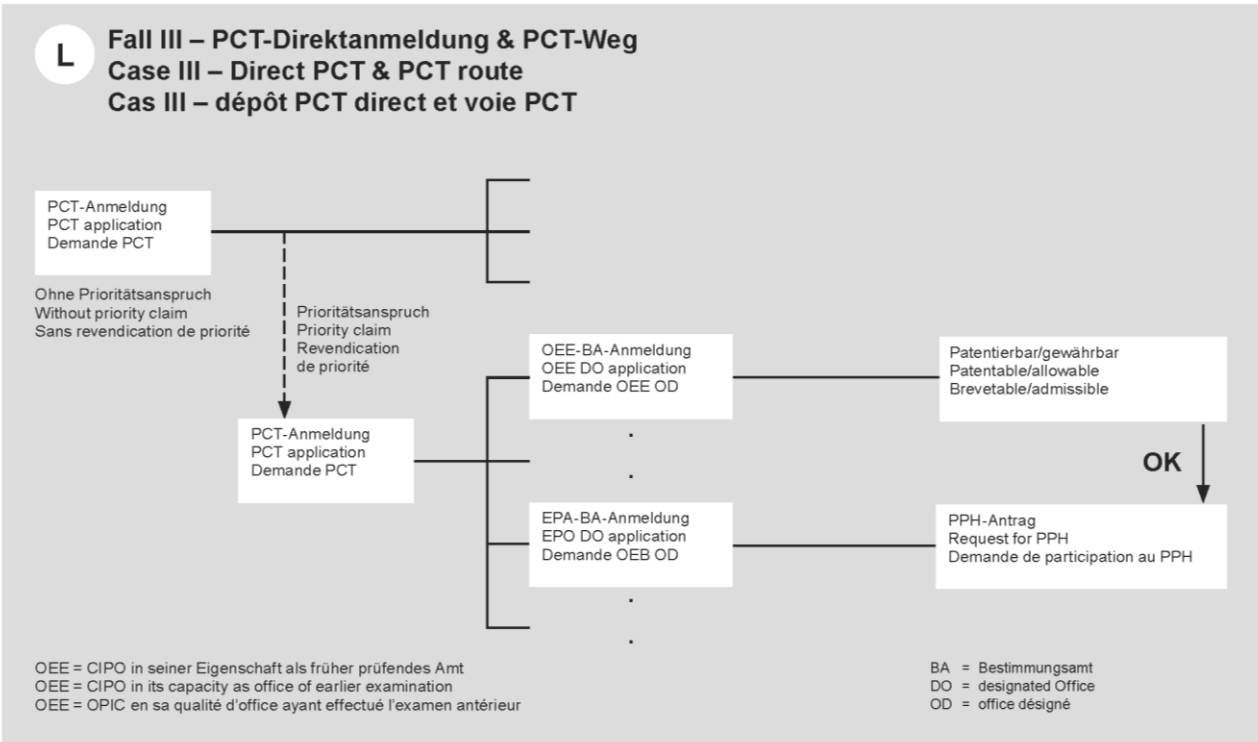 L
Fall III – PCT-Direktanmeldung & PCT-Weg
Case III – Direct PCT & PCT route
Cas III – dépôt PCT direct et voie PCT
PCT-Anmeldung
PCT application
Demande PCT
Ohne Prioritätsanspruch
Without priority claim
Sans revendication de priorité
Prioritätsanspruch
Priority claim
Revendication
de priorité
OEE-BA-Anmeldung
OEE DO application
Demande OEE OD
Patentierbar/gewährbar
Patentable/allowable
Brevetable/admissible
PCT-Anmeldung
PCT application
Demande PCT
OK
EPA-BA-Anmeldung
EPO DO application
Demande OEB OD
PPH-Antrag
Request for PPH
Demande de participation au PPH
OEE = CIPO in seiner Eigenschaft als früher prüfendes Amt
OEE = CIPO in its capacity as office of earlier examination
OEE = OPIC en sa qualité d'office ayant effectué l'examen antérieur
BA = Bestimmungsamt
DO = designated Office
OD = office désigné